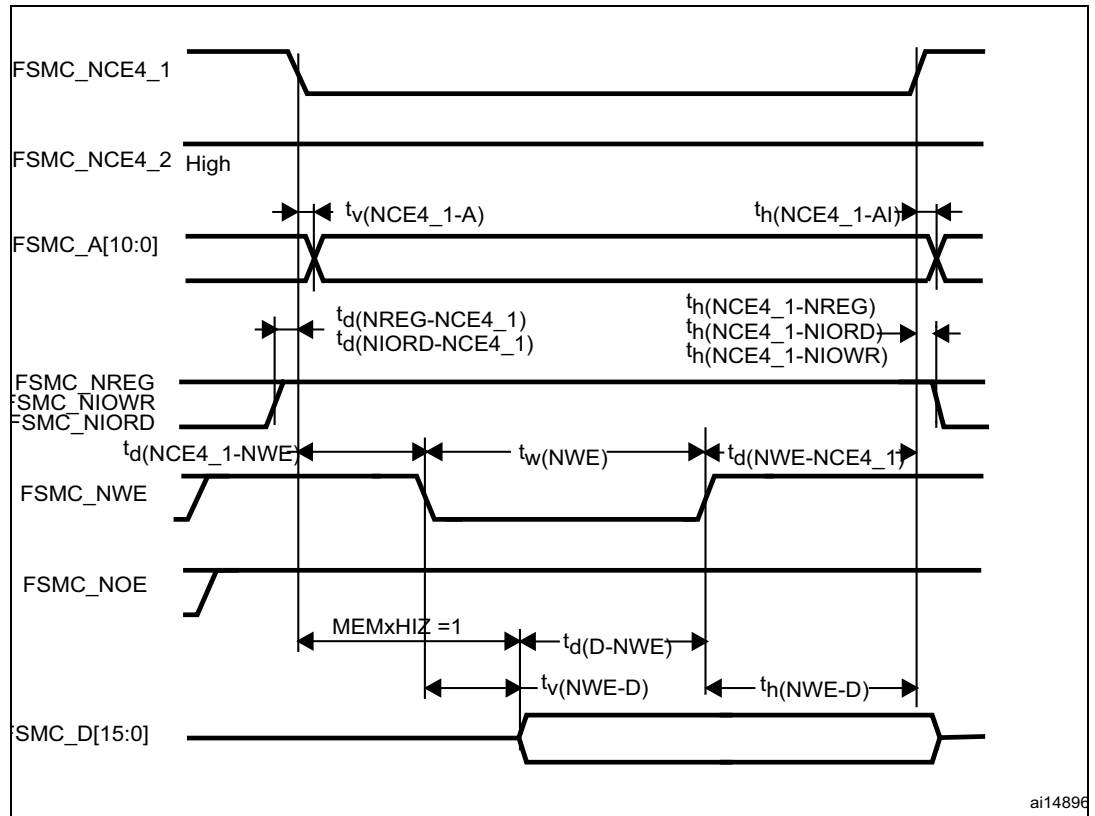 FSMC_NCE4_1
FSMC_NCE4_2 High
tv(NCE4_1-A)
th(NCE4_1-AI)
FSMC_A[10:0]
td(NREG-NCE4_1)
td(NIORD-NCE4_1)
th(NCE4_1-NREG)
th(NCE4_1-NIORD)
th(NCE4_1-NIOWR)
FSMC_NREG
FSMC_NIOWR
FSMC_NIORD
td(NCE4_1-NWE)
tw(NWE)
td(NWE-NCE4_1)
FSMC_NWE
FSMC_NOE
MEMxHIZ =1
td(D-NWE)
tv(NWE-D)
th(NWE-D)
FSMC_D[15:0]
ai14896